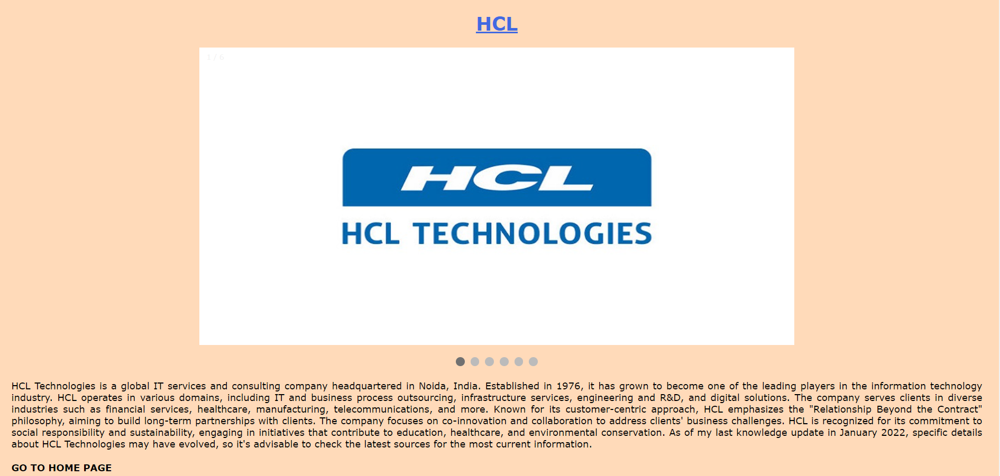 HCL
1 / 6
HCL
HCL TECHNOLOGIES
HCL Technologies is a global IT services and consulting company headquartered in Noida, India. Established in 1976, it has grown to become one of the leading players in the information technology
industry. HCL operates in various domains, including IT and business process outsourcing, infrastructure services, engineering and R&D, and digital solutions. The company serves clients in diverse
industries such as financial services, healthcare, manufacturing, telecommunications, and more. Known for its customer-centric approach, HCL emphasizes the "Relationship Beyond the Contract"
philosophy, aiming to build long-term partnerships with clients. The company focuses on co-innovation and collaboration to address clients' business challenges. HCL is recognized for its commitment to
social responsibility and sustainability, engaging in initiatives that contribute to education, healthcare, and environmental conservation. As of my last knowledge update in January 2022, specific details
about HCL Technologies may have evolved, so it's advisable to check the latest sources for the most current information.
GO TO HOME PAGE